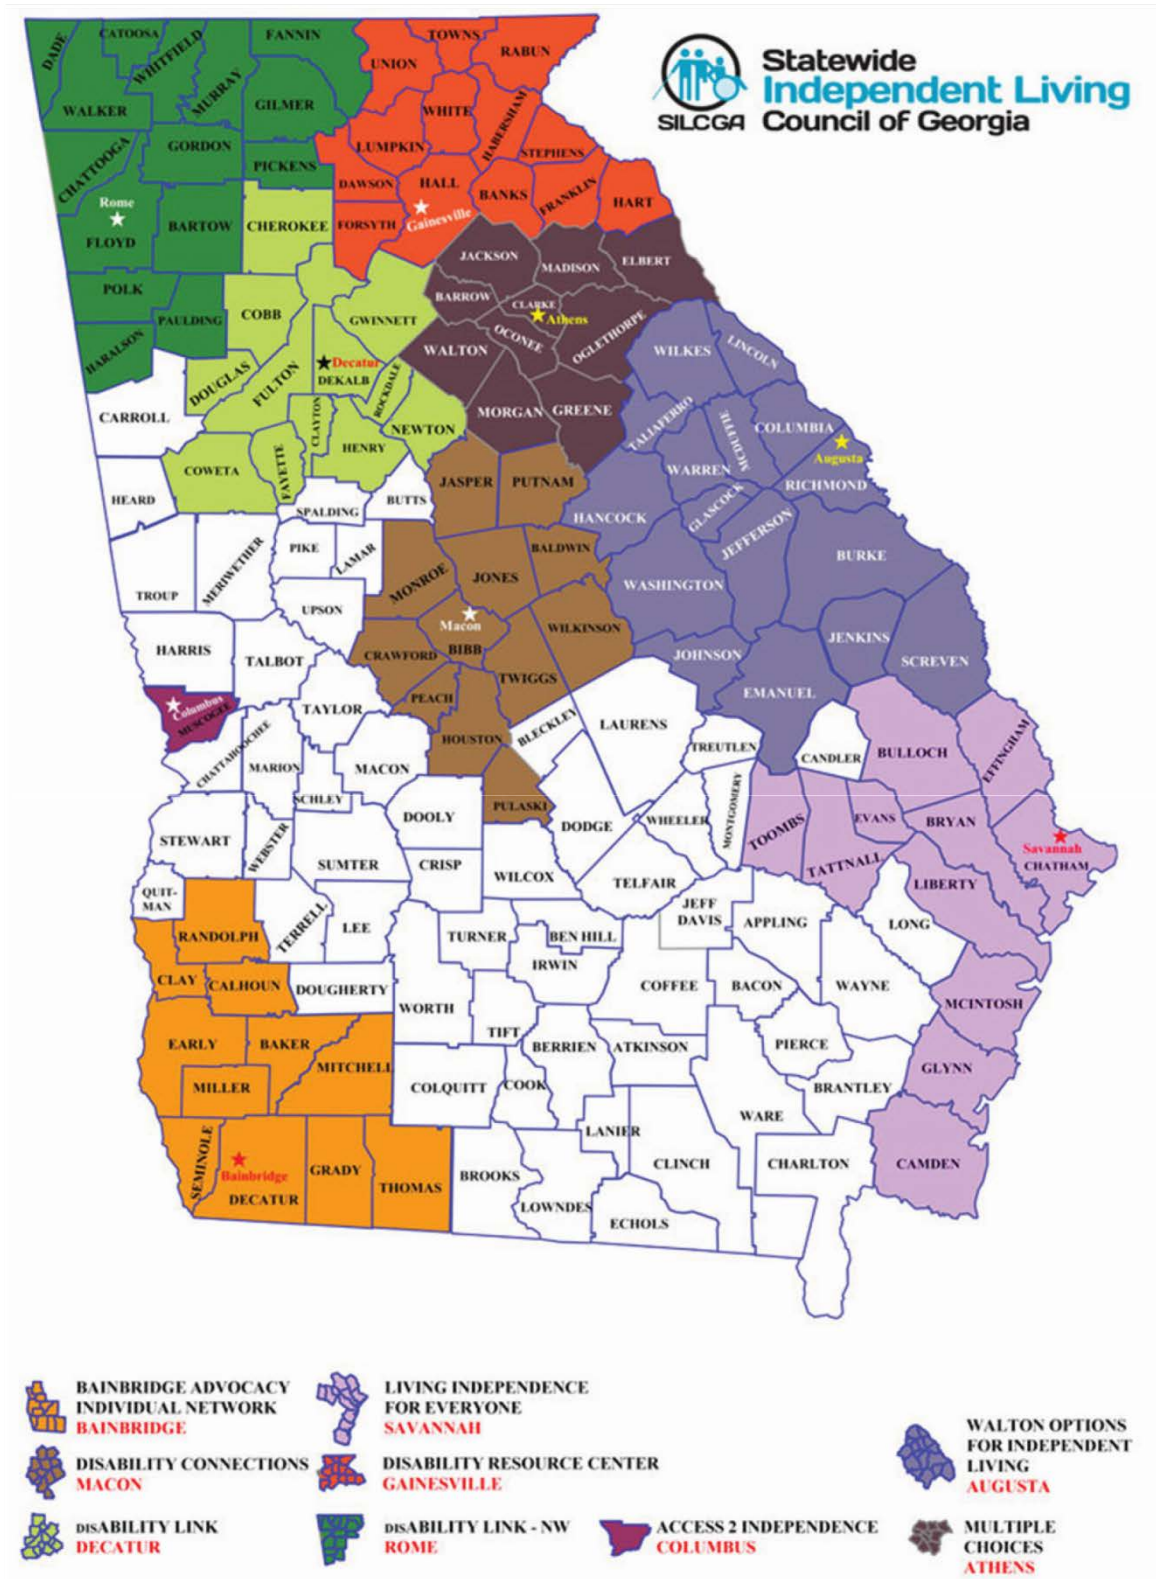 Statewide
Independent Living
SILCGA Council of Georgia
DADE
CATOOSA
WHITFIELD
MURRAY
FANNIN
UNION
TOWNS
RABUN
WALKER
GILMER
WHITE
HABERSHAM
CHATTOOGA
GORDON
LUMPKIN
STEPHENS
PICKENS
DAWSON
HALL
BANKS
FRANKLIN
HART
Rome
FLOYD
BARTOW
CHEROKEE
FORSYTH
Gainesville
JACKSON
MADISON
ELBERT
POLK
PAULDING
COBB
GWINNETT
BARROW
CLARKE
Athens
OCONEE
OGLETHORPE
HARALSON
DOUGLAS
FULTON
Decatur
DEKALB
ROCKDALE
WALTON
WILKES
LINCOLN
CARROLL
CLAYTON
HENRY
NEWTON
MORGAN
GREENE
TALIAFERRO
MCDUFFIE
COLUMBIA
Augusta
COWETA
FAYETTE
WARREN
RICHMOND
HEARD
SPALDING
BUTTS
JASPER
PUTNAM
HANCOCK
GLASCOCK
JEFFERSON
BURKE
TROUP
MERIWETHER
PIKE
LAMAR
MONROE
JONES
BALDWIN
WASHINGTON
UPSON
Macon
BIBB
WILKINSON
JENKINS
SCREVEN
HARRIS
TALBOT
CRAWFORD
TWIGGS
JOHNSON
EMANUEL
Columbus
MUSCOGEE
TAYLOR
PEACH
HOUSTON
BLECKLEY
LAURENS
TREUTLEN
CANDLER
BULLOCH
EFFINGHAM
CHATTAHOOCHEE
MARION
MACON
SCHLEY
PULASKI
DOOLY
DODGE
WHEELER
MONTGOMERY
TOOMBS
EVANS
BRYAN
Savannah
CHATHAM
STEWART
WEBSTER
SUMTER
CRISP
WILCOX
TELFAIR
TATTNALL
LIBERTY
QUIT-
MAN
RANDOLPH
TERRELL
LEE
TURNER
BEN HILL
IRWIN
JEFF
DAVIS
APPLING
LONG
CLAY
CALHOUN
DOUGHERTY
WORTH
COFFEE
BACON
WAYNE
MCINTOSH
EARLY
BAKER
MITCHELL
TIFT
BERRIEN
ATKINSON
PIERCE
GLYNN
MILLER
COLQUITT
COOK
BRANTLEY
WARE
LANIER
SEMINOLE
Bainbridge
DECATUR
GRADY
THOMAS
BROOKS
LOWNDES
CLINCH
CHARLTON
CAMDEN
ECHOLS
BAINBRIDGE ADVOCACY
INDIVIDUAL NETWORK
BAINBRIDGE
LIVING INDEPENDENCE
FOR EVERYONE
SAVANNAH
WALTON OPTIONS
FOR INDEPENDENT
LIVING
AUGUSTA
DISABILITY CONNECTIONS
MACON
DISABILITY RESOURCE CENTER
GAINESVILLE
DISABILITY LINK
DECATUR
DISABILITY LINK - NW
ROME
ACCESS 2 INDEPENDENCE
COLUMBUS
MULTIPLE
CHOICES
ATHENS